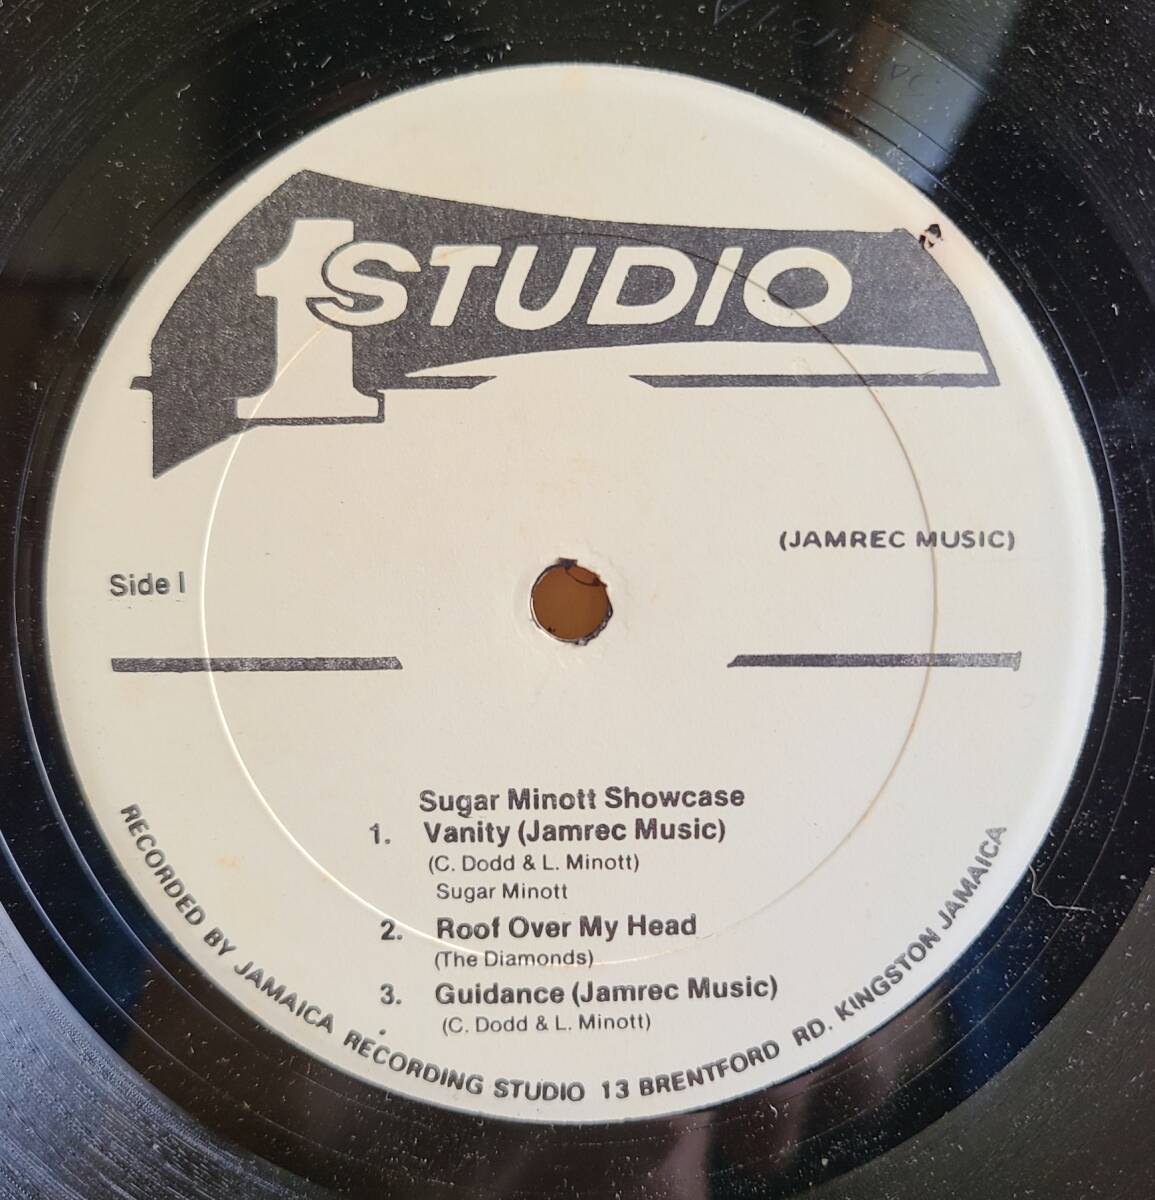 1 STUDIO
(JAMREC MUSIC)
Side I
Sugar Minott Showcase
1. Vanity (Jamrec Music)
(C. Dodd & L. Minott)
Sugar Minott
2. Roof Over My Head
(The Diamonds)
3. Guidance (Jamrec Music)
(C. Dodd & L. Minott)
RECORDED BY JAMAICA RECORDING STUDIO 13 BRENTFORD RD. KINGSTON JAMAICA